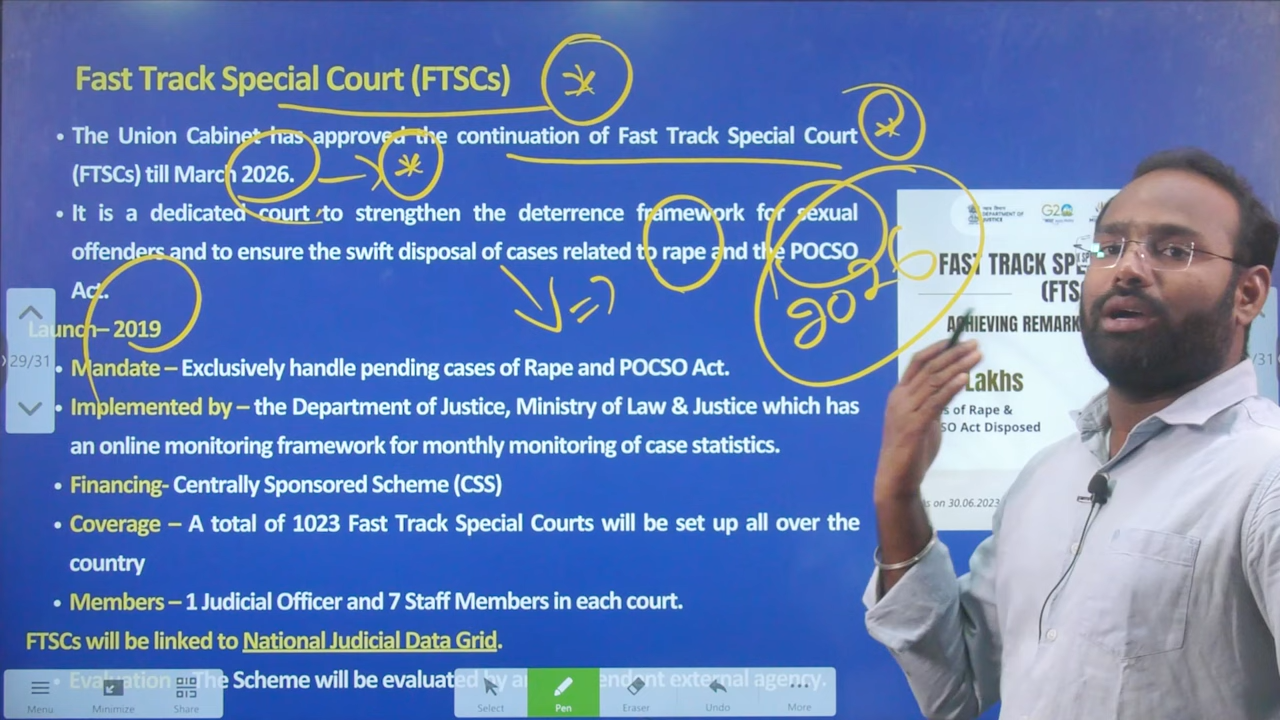 Fast Track Special Court (FTSCs)
• The Union Cabinet has approved the continuation of Fast Track Special Court
(FTSCs) till March 2026.
• It is a dedicated court to strengthen the deterrence framework for sexual
offenders and to ensure the swift disposal of cases related to rape and the POCSO
Act.
2026
Launch– 2019
• Mandate – Exclusively handle pending cases of Rape and POCSO Act.
• Implemented by – the Department of Justice, Ministry of Law & Justice which has
an online monitoring framework for monthly monitoring of case statistics.
• Financing- Centrally Sponsored Scheme (CSS)
• Coverage – A total of 1023 Fast Track Special Courts will be set up all over the
country
• Members – 1 Judicial Officer and 7 Staff Members in each court.
FTSCs will be linked to National Judicial Data Grid.
• Evaluation – The Scheme will be evaluated by an independent external agency.
29/31
/31
DEPARTMENT OF
JUSTICE
G20
FAST TRACK SPE
(FTS
ACHIEVING REMARK
Lakhs
s of Rape &
SO Act Disposed
s on 30.06.2023
Menu
Minimize
Share
Select
Pen
Eraser
Undo
More